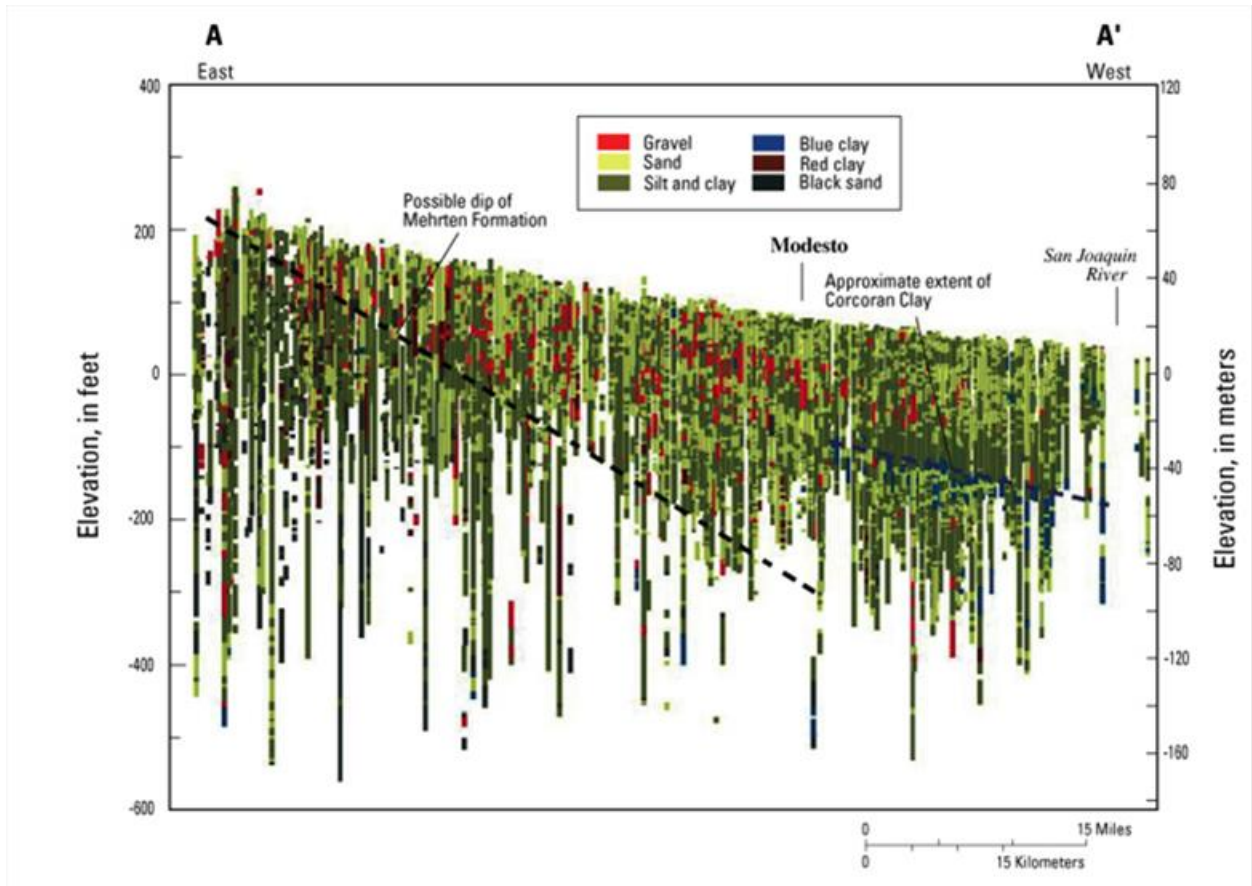 A
A'
East
West
400
200
0
-200
-400
-600
120
80
40
0
-40
-80
-120
-160
Elevation, in feet
Elevation, in meters
Gravel
Sand
Silt and clay
Blue clay
Red clay
Black sand
Possible dip of
Mehrten Formation
Modesto
Approximate extent of
Corcoran Clay
San Joaquin
River
0
15 Miles
0
15 Kilometers